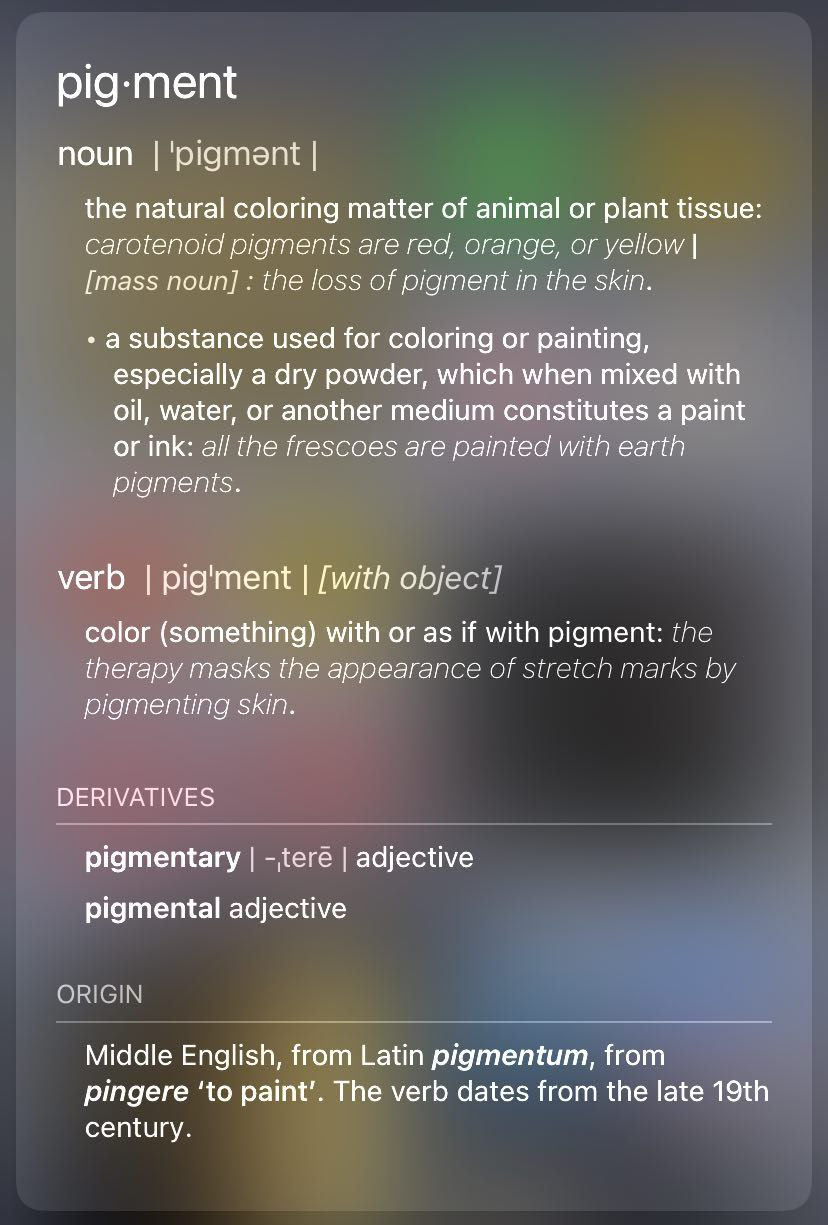 pig·ment
noun | ˈpigmənt |
the natural coloring matter of animal or plant tissue:
carotenoid pigments are red, orange, or yellow |
[mass noun] : the loss of pigment in the skin.
• a substance used for coloring or painting,
especially a dry powder, which when mixed with
oil, water, or another medium constitutes a paint
or ink: all the frescoes are painted with earth
pigments.
verb | pigˈment | [with object]
color (something) with or as if with pigment: the
therapy masks the appearance of stretch marks by
pigmenting skin.
DERIVATIVES
pigmentary | -ˌterē | adjective
pigmental adjective
ORIGIN
Middle English, from Latin pigmentum, from
pingere ‘to paint’. The verb dates from the late 19th
century.